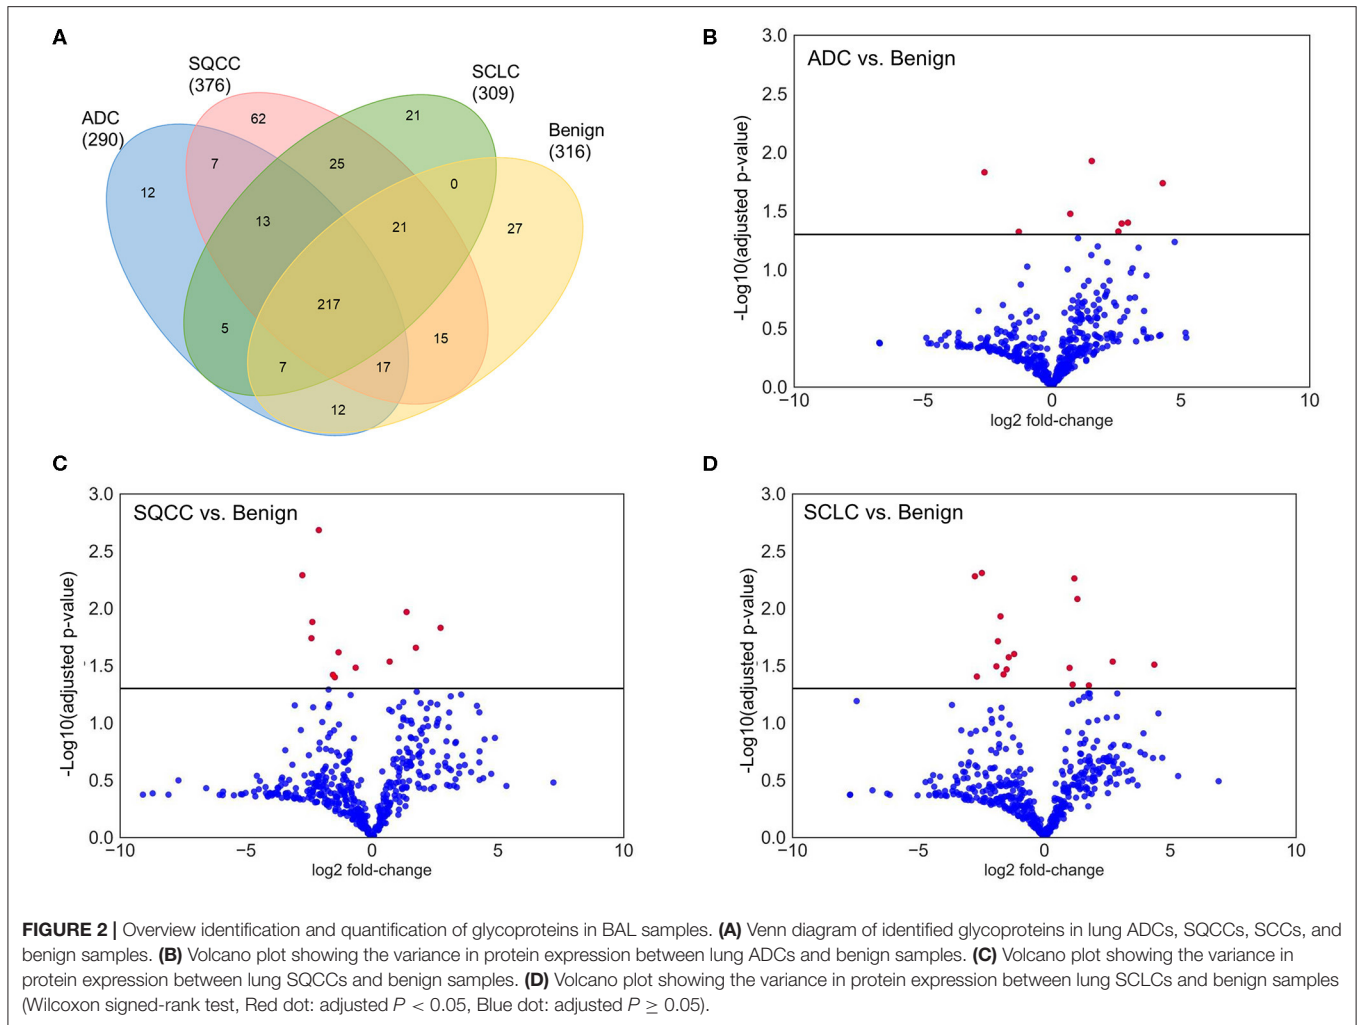 A
SQCC
(376)
SCLC
(309)
ADC
(290)
Benign
(316)
62
21
7
25
12
0
13
21
27
217
5
15
7
17
12
B
ADC vs. Benign
-Log10(adjusted p-value)
3.0
2.5
2.0
1.5
1.0
0.5
0.0
−10
−5
0
5
10
log2 fold-change
C
SQCC vs. Benign
-Log10(adjusted p-value)
3.0
2.5
2.0
1.5
1.0
0.5
0.0
−10
−5
0
5
10
log2 fold-change
D
SCLC vs. Benign
-Log10(adjusted p-value)
3.0
2.5
2.0
1.5
1.0
0.5
0.0
−10
−5
0
5
10
log2 fold-change
FIGURE 2 | Overview identification and quantification of glycoproteins in BAL samples. (A) Venn diagram of identified glycoproteins in lung ADCs, SQCCs, SCCs, and
benign samples. (B) Volcano plot showing the variance in protein expression between lung ADCs and benign samples. (C) Volcano plot showing the variance in
protein expression between lung SQCCs and benign samples. (D) Volcano plot showing the variance in protein expression between lung SCLCs and benign samples
(Wilcoxon signed-rank test, Red dot: adjusted P < 0.05, Blue dot: adjusted P ≥ 0.05).